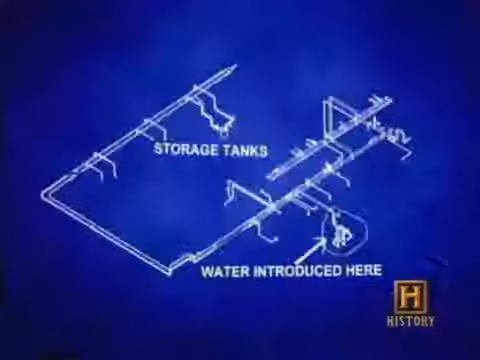 STORAGE TANKS
WATER INTRODUCED HERE
H
HISTORY